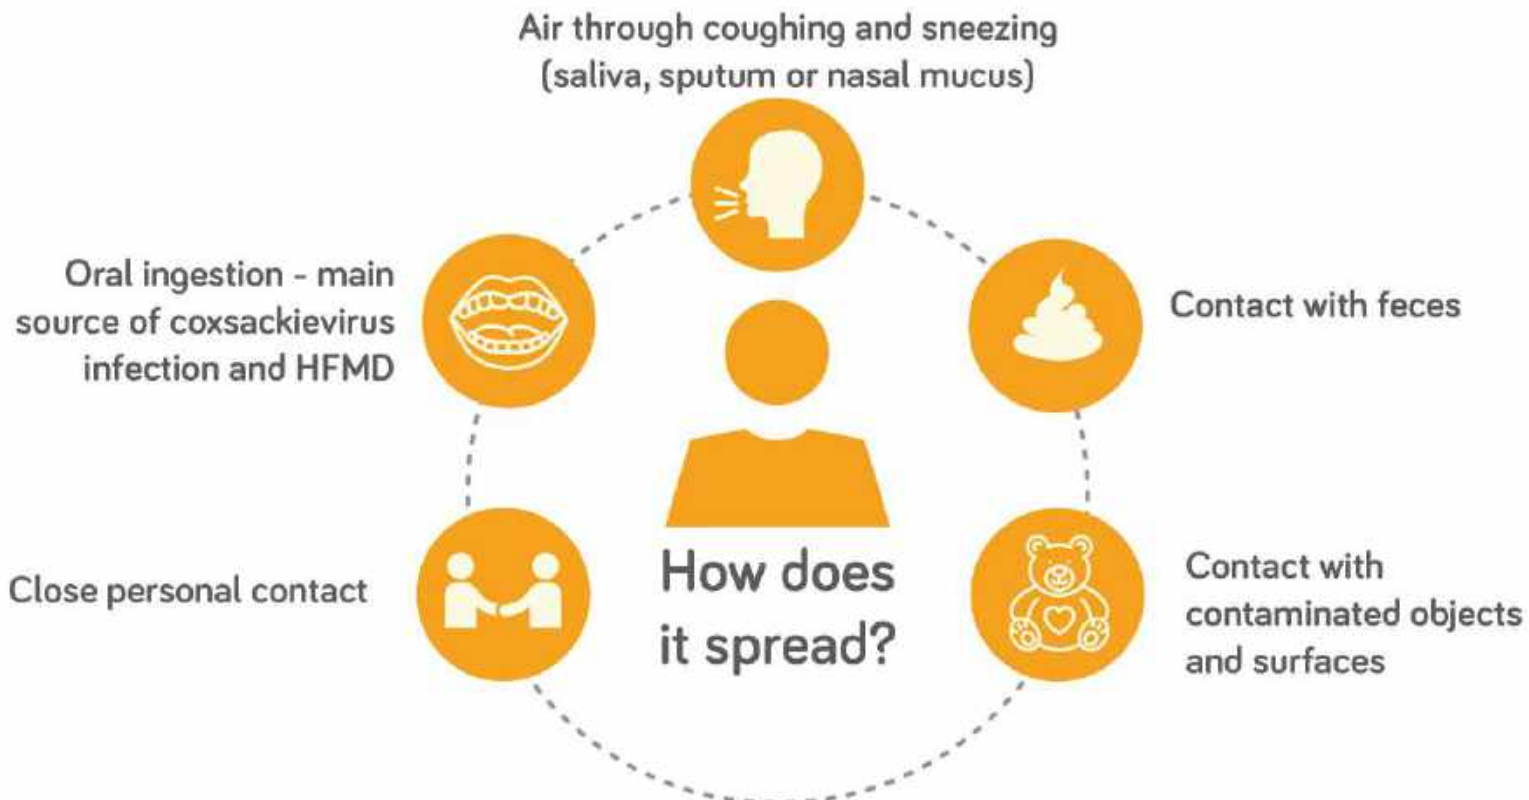 Air through coughing and sneezing
(saliva, sputum or nasal mucus)
Oral ingestion - main
source of coxsackievirus
infection and HFMD
Contact with feces
Close personal contact
How does
it spread?
Contact with
contaminated objects
and surfaces